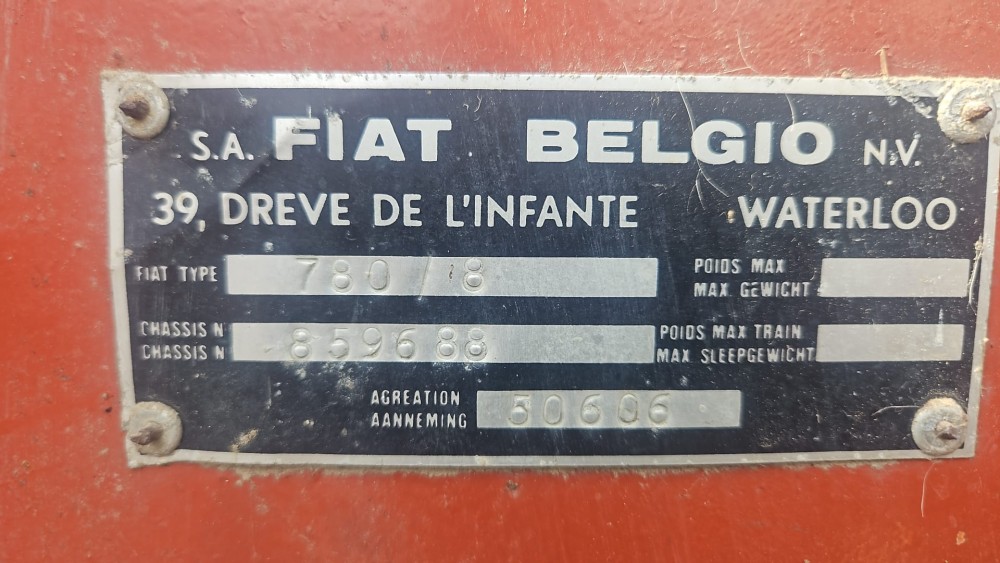 S.A. FIAT BELGIO N.V.
39, DREVE DE L'INFANTE WATERLOO
FIAT TYPE 780/8
POIDS MAX
MAX. GEWICHT
CHASSIS N°
CHASSIS N 859688
POIDS MAX TRAIN
MAX SLEEPGEWICHT
AGREATION
AANNEMING 50606